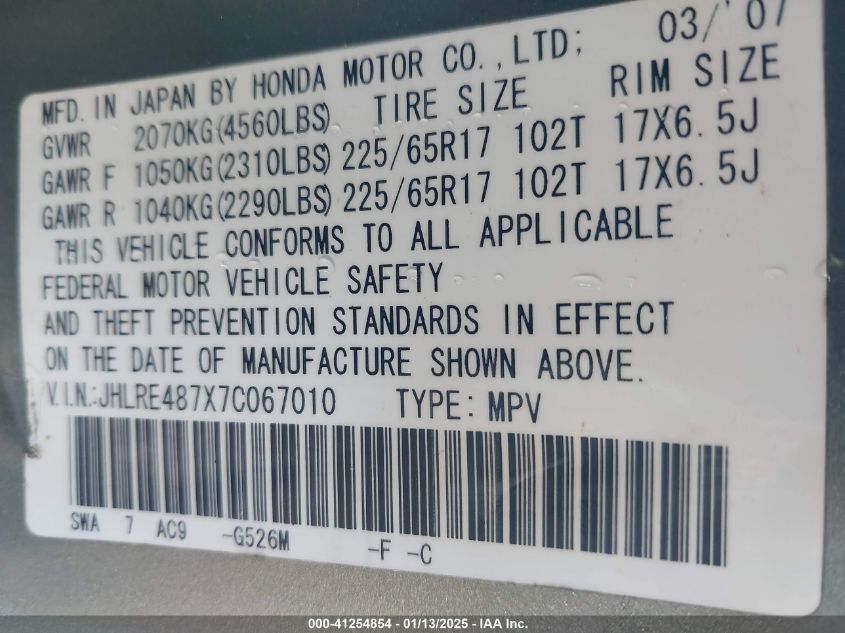 03/'07
MFD. IN JAPAN BY HONDA MOTOR CO., LTD;
GVWR 2070KG(4560LBS) TIRE SIZE RIM SIZE
GAWR F 1050KG(2310LBS) 225/65R17 102T 17X6.5J
GAWR R 1040KG(2290LBS) 225/65R17 102T 17X6.5J
THIS VEHICLE CONFORMS TO ALL APPLICABLE
FEDERAL MOTOR VEHICLE SAFETY
AND THEFT PREVENTION STANDARDS IN EFFECT
ON THE DATE OF MANUFACTURE SHOWN ABOVE.
V.I.N.:JHLRE487X7C067010 TYPE: MPV
SWA 7 AC9 -G526M -F -C
000-41254854 - 01/13/2025 - IAA Inc.